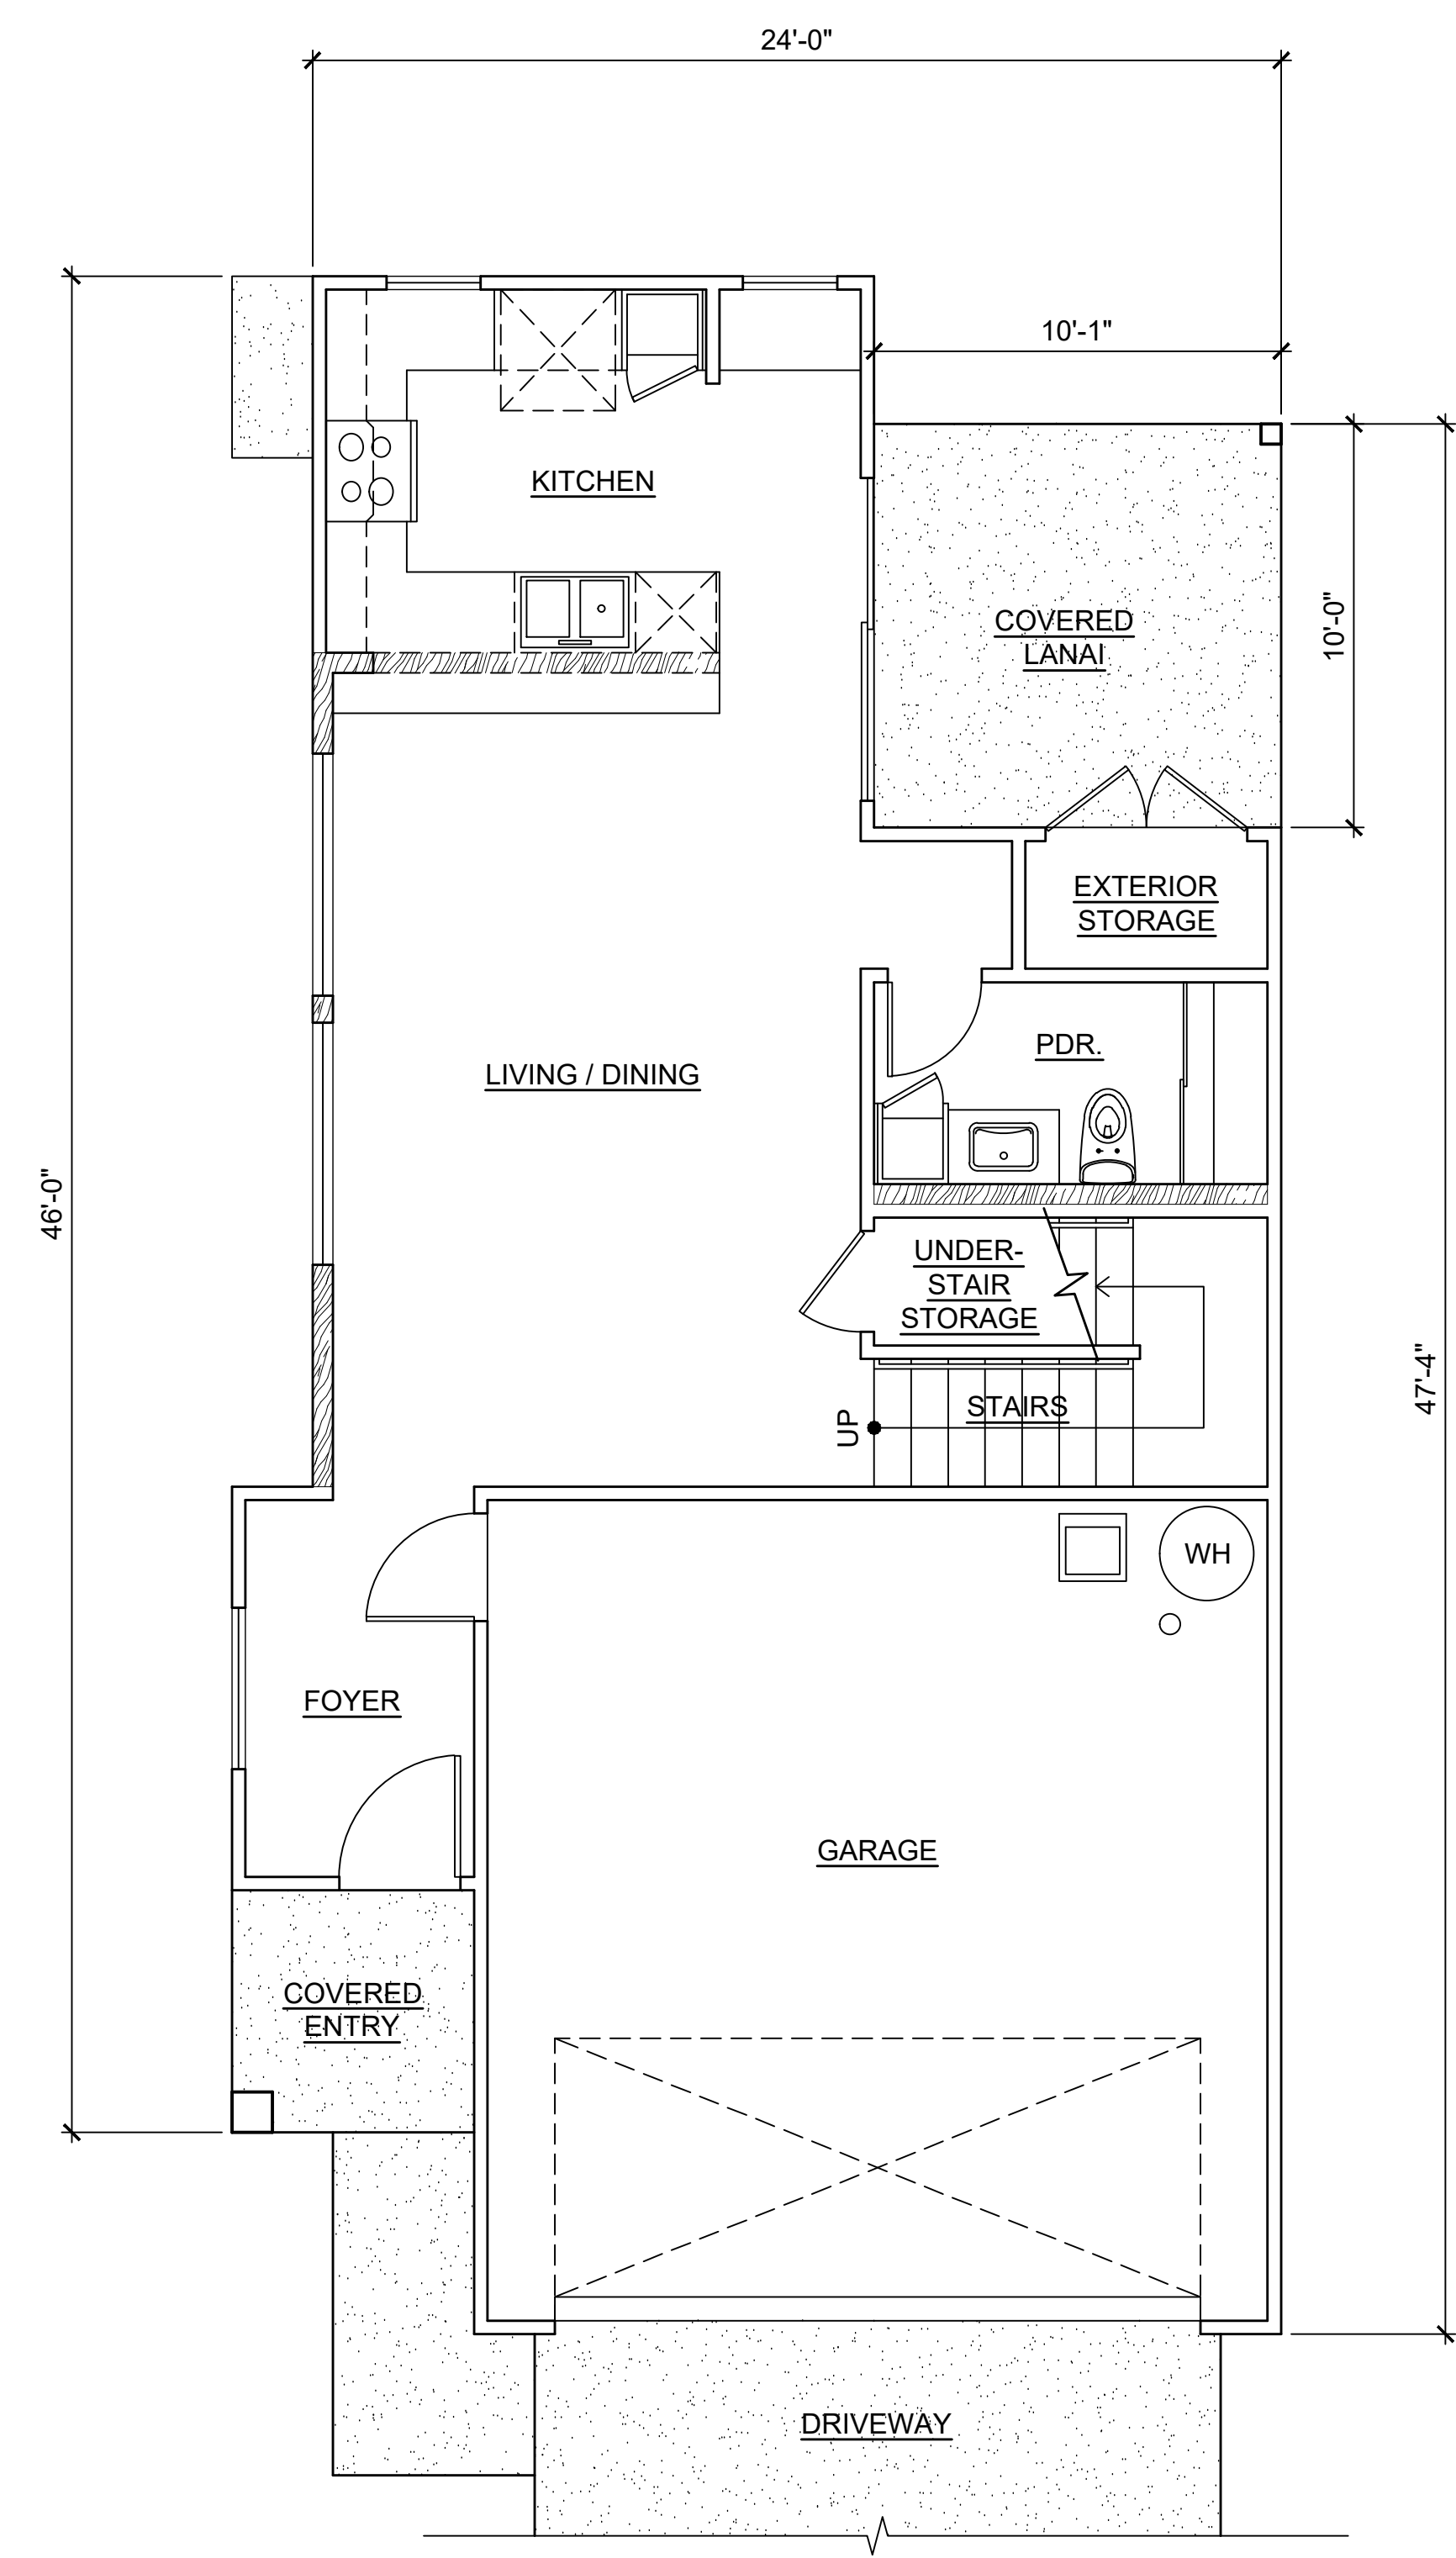 24'-0"
10'-1"
KITCHEN
COVERED
LANAI
10'-0"
EXTERIOR
STORAGE
PDR.
LIVING / DINING
46'-0"
UNDER-
STAIR
STORAGE
47'-4"
STAIRS
UP
WH
FOYER
GARAGE
COVERED
ENTRY
DRIVEWAY